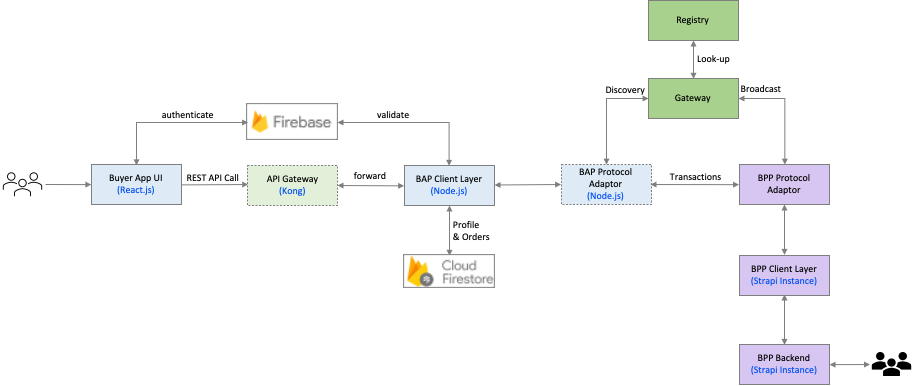 Registry
Look-up
Discovery
Gateway
Broadcast
authenticate
Firebase
validate
Buyer App UI
(React.js)
REST API Call
API Gateway
(Kong)
forward
BAP Client Layer
(Node.js)
BAP Protocol
Adaptor
(Node.js)
Transactions
BPP Protocol
Adaptor
Profile
& Orders
Cloud
Firestore
BPP Client Layer
(Strapi Instance)
BPP Backend
(Strapi Instance)